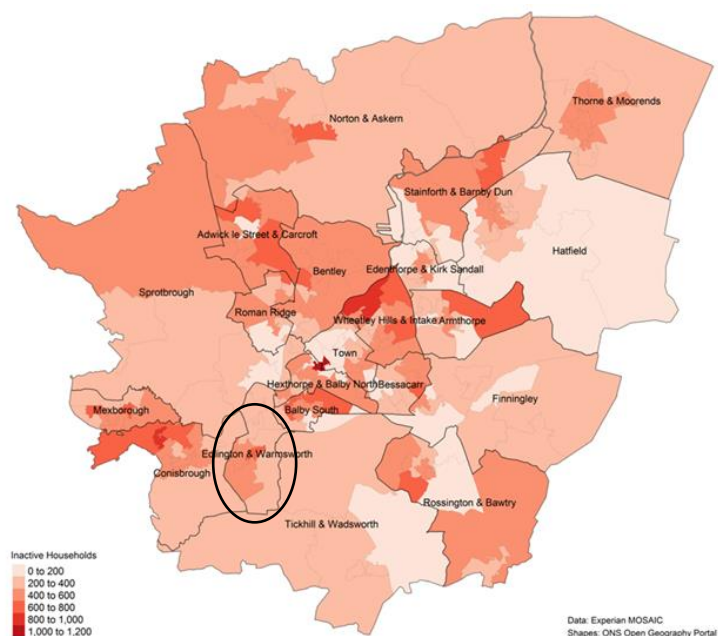 Norton & Askern
Thorne & Moorends
Stainforth & Barnby Dun
Adwick le Street & Carcroft
Hatfield
Bentley
Edenthorpe & Kirk Sandall
Sprotbrough
Roman Ridge
Wheatley Hills & Intake
Armthorpe
Town
Hexthorpe & Balby North
Bessacarr
Finningley
Mexborough
Balby South
Edlington & Warmsworth
Conisbrough
Rossington & Bawtry
Tickhill & Wadsworth
Inactive Households
0 to 200
200 to 400
400 to 600
600 to 800
800 to 1,000
1,000 to 1,200
Data: Experian MOSAIC
Shapes: ONS Open Geography Portal